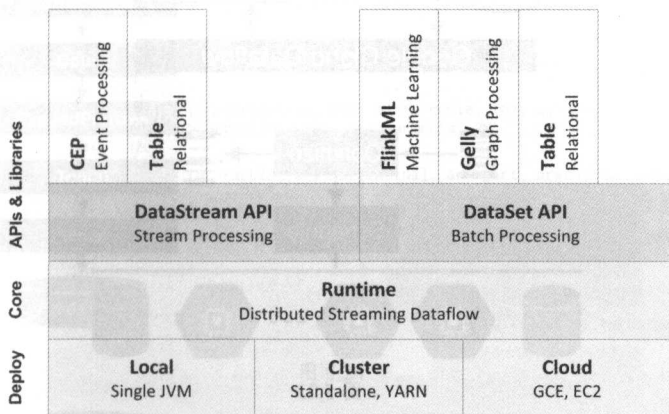 CEP
Event Processing
Table
Relational
FlinkML
Machine Learning
Gelly
Graph Processing
Table
Relational
APIs & Libraries
DataStream API
Stream Processing
DataSet API
Batch Processing
Core
Runtime
Distributed Streaming Dataflow
Deploy
Local
Single JVM
Cluster
Standalone, YARN
Cloud
GCE, EC2